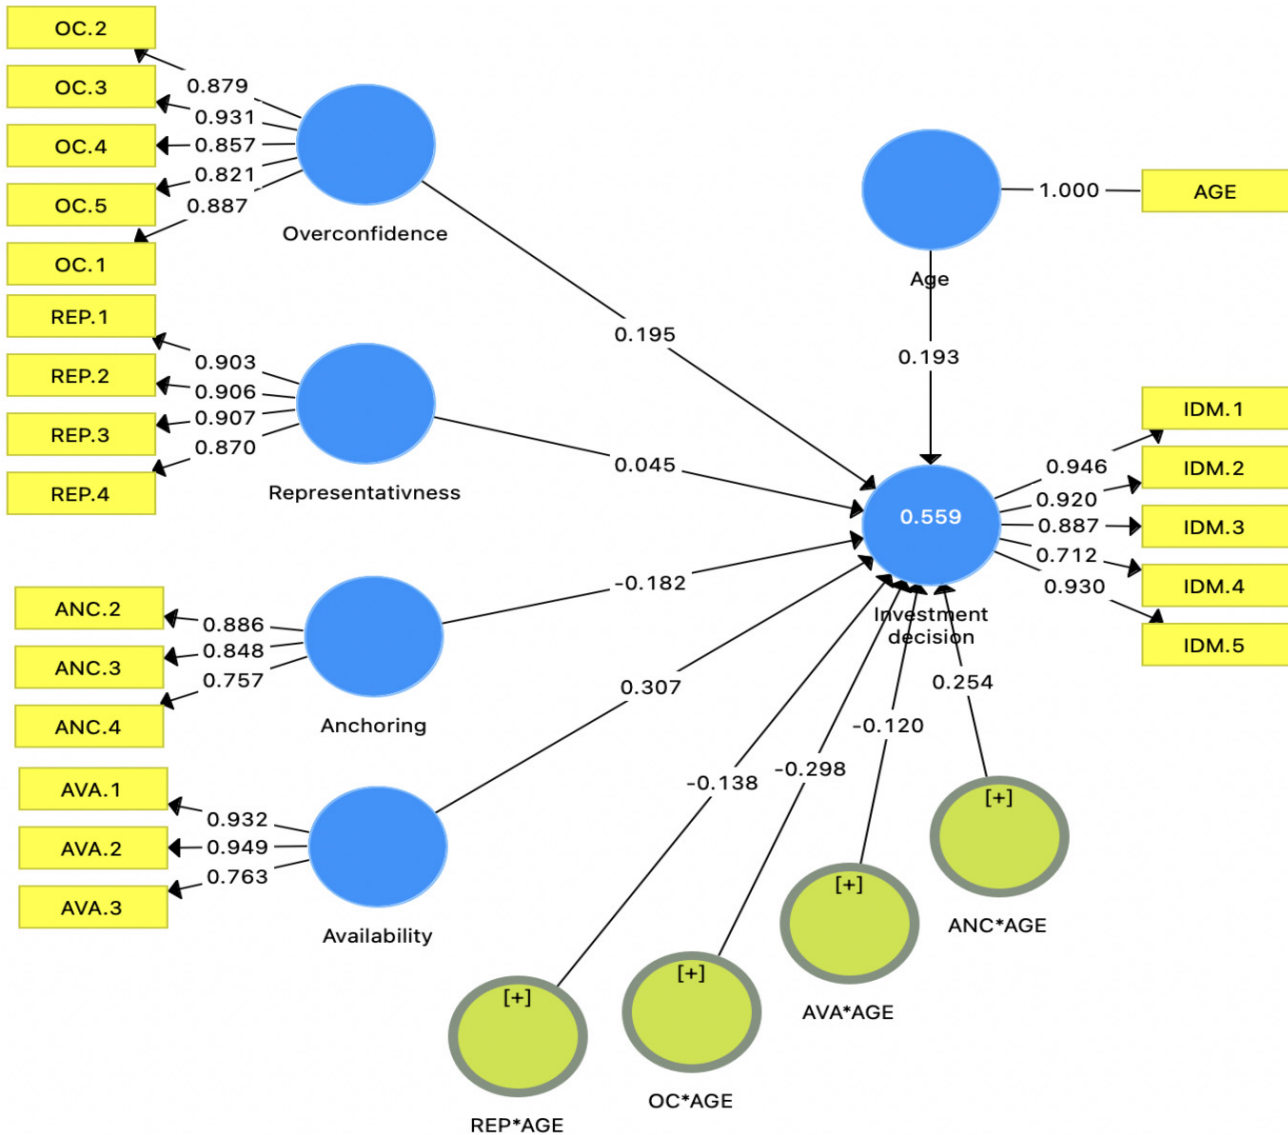 OC.2
OC.3
OC.4
OC.5
OC.1
0.879
0.931
0.857
0.821
0.887
Overconfidence
REP.1
REP.2
REP.3
REP.4
0.903
0.906
0.907
0.870
Representativness
ANC.2
ANC.3
ANC.4
0.886
0.848
0.757
Anchoring
AVA.1
AVA.2
AVA.3
0.932
0.949
0.763
Availability
0.195
0.045
-0.182
0.307
Age
1.000
AGE
0.193
0.559
Investment
decision
0.946
0.920
0.887
0.712
0.930
IDM.1
IDM.2
IDM.3
IDM.4
IDM.5
-0.138
-0.298
-0.120
0.254
[+]
REP*AGE
[+]
OC*AGE
[+]
AVA*AGE
[+]
ANC*AGE